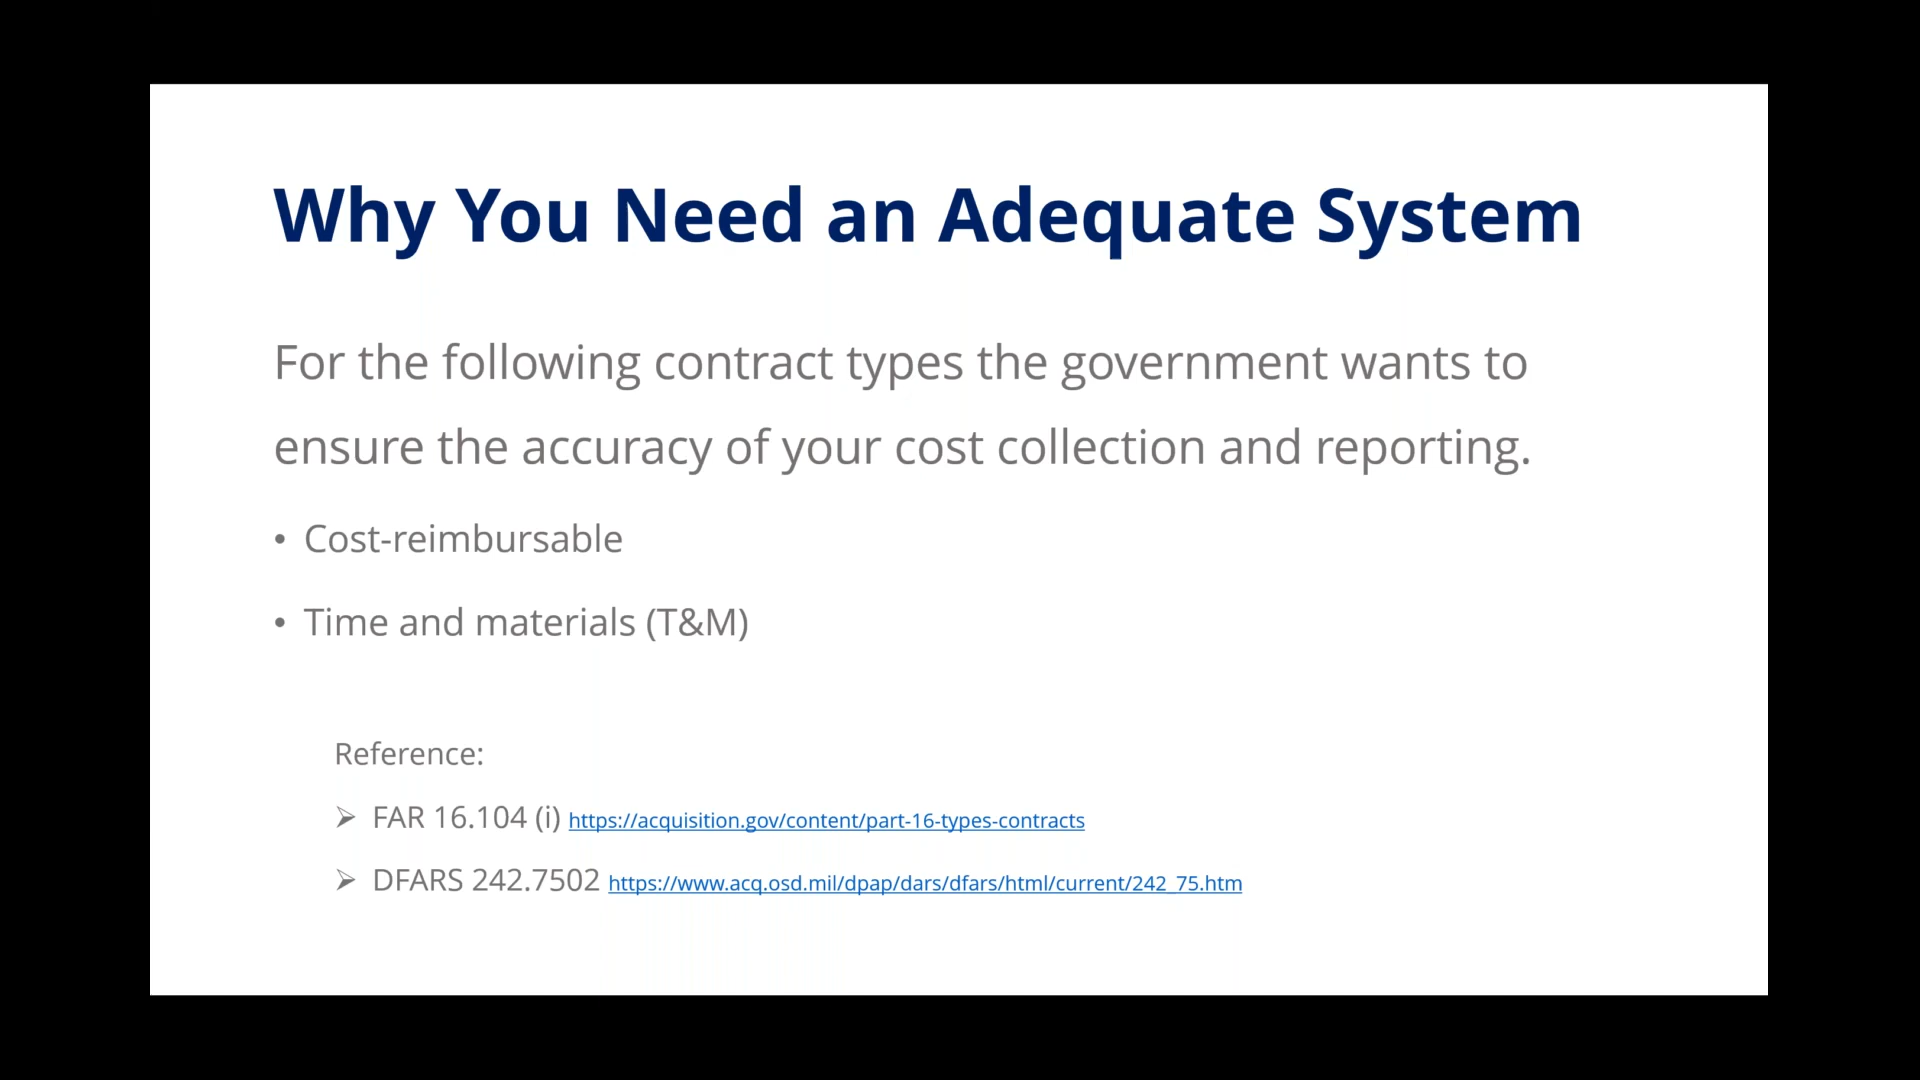 Why You Need an Adequate System
For the following contract types the government wants to
ensure the accuracy of your cost collection and reporting.
• Cost-reimbursable
• Time and materials (T&M)
Reference:
➢ FAR 16.104 (i) https://acquisition.gov/content/part-16-types-contracts
➢ DFARS 242.7502 https://www.acq.osd.mil/dpap/dars/dfars/html/current/242_75.htm